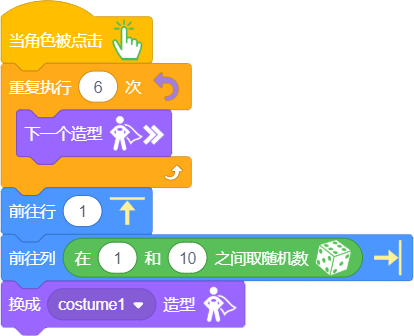 当角色被点击
重复执行 6 次
下一个造型
前往行 1
前往列 在 1 和 10 之间取随机数
换成 costume1 造型